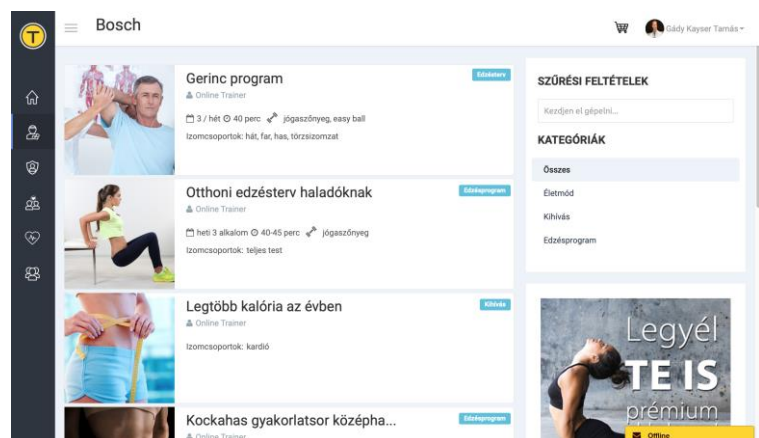 T
Bosch
Gády Kayser Tamás
Gerinc program
Edzésterv
Online Trainer
3 / hét 40 perc jógaszőnyeg, easy ball
Izomcsoportok: hát, far, has, törzsizomzat
Otthoni edzésterv haladóknak
Edzésprogram
Online Trainer
heti 3 alkalom 40-45 perc jógaszőnyeg
Izomcsoportok: teljes test
Legtöbb kalória az évben
Kihívás
Online Trainer
Izomcsoportok: kardió
Kockahas gyakorlatsor középha...
Edzésprogram
Online Trainer
SZŰRÉSI FELTÉTELEK
Kezdjen el gépelni...
KATEGÓRIÁK
Összes
Életmód
Kihívás
Edzésprogram
Legyél
TE IS
prémium
Offline